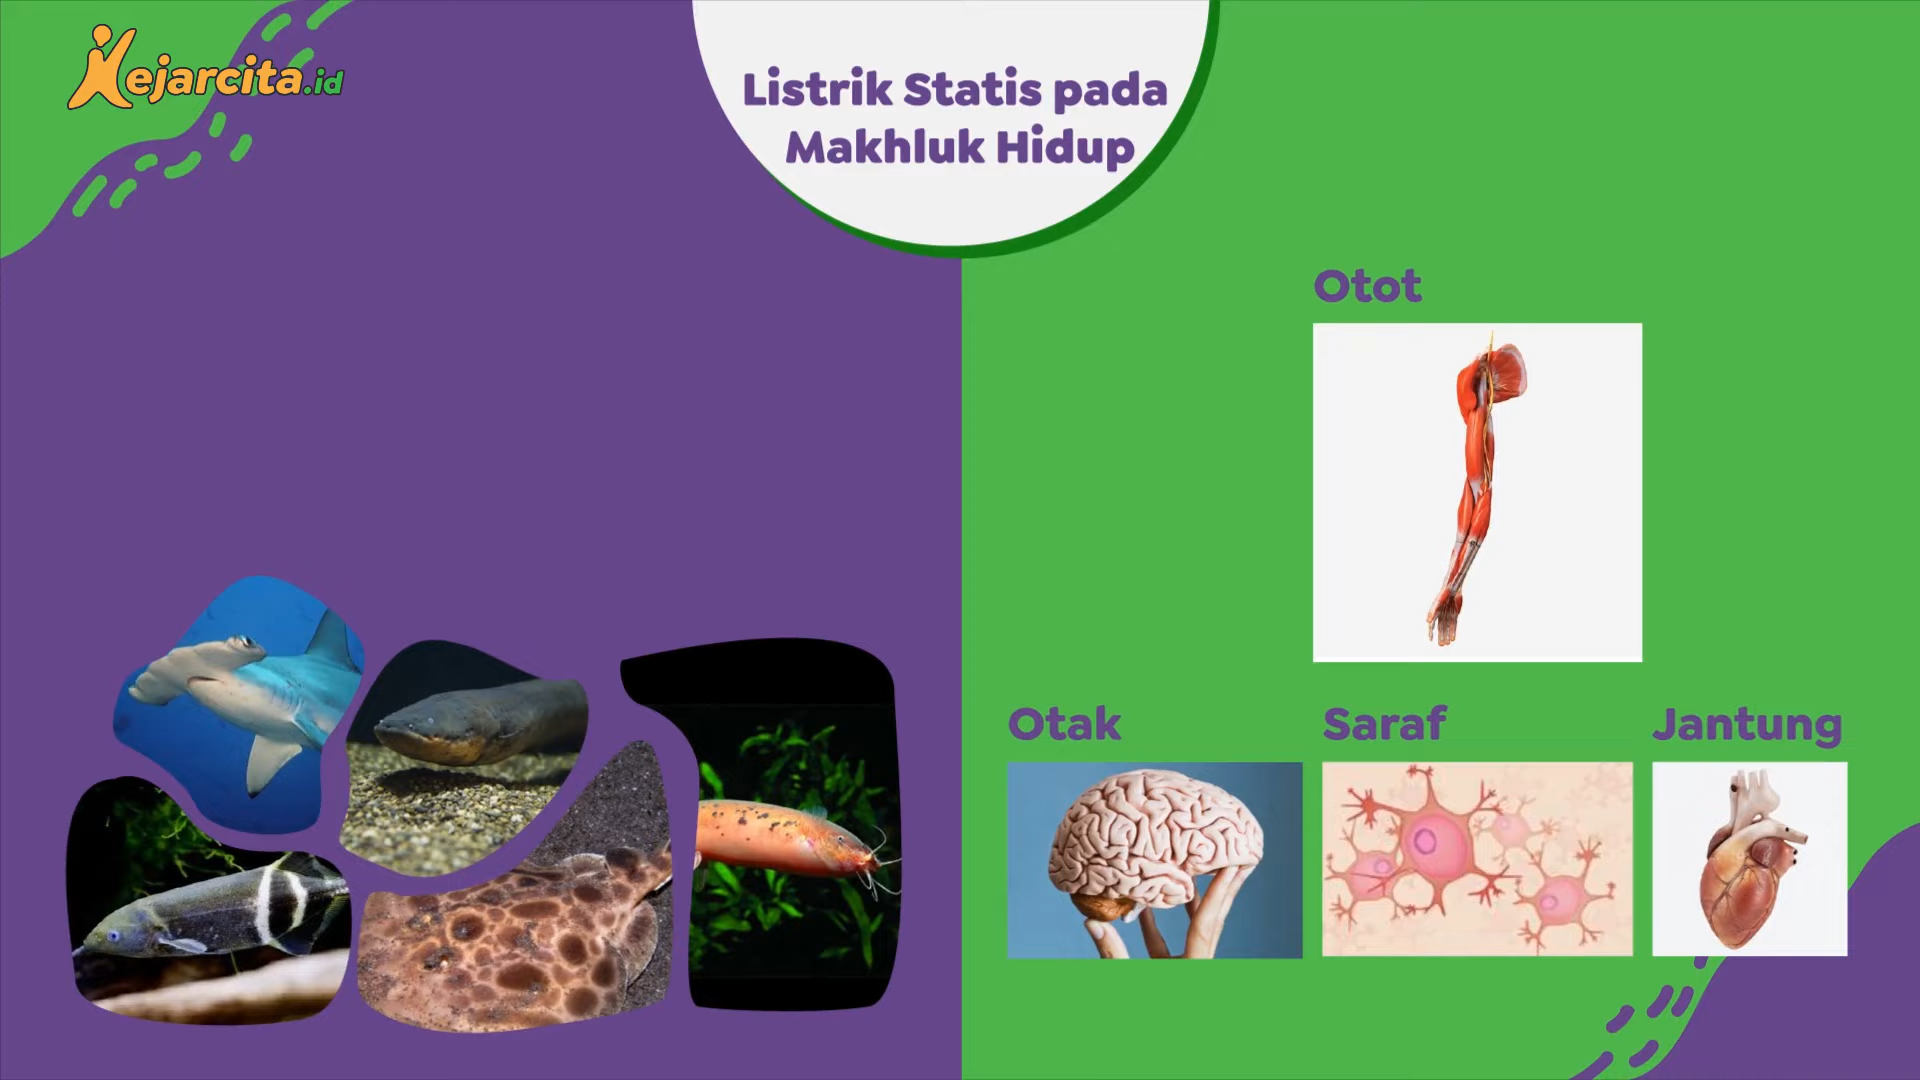 Kejarcita.id
Listrik Statis pada
Makhluk Hidup
Otot
Otak
Saraf
Jantung